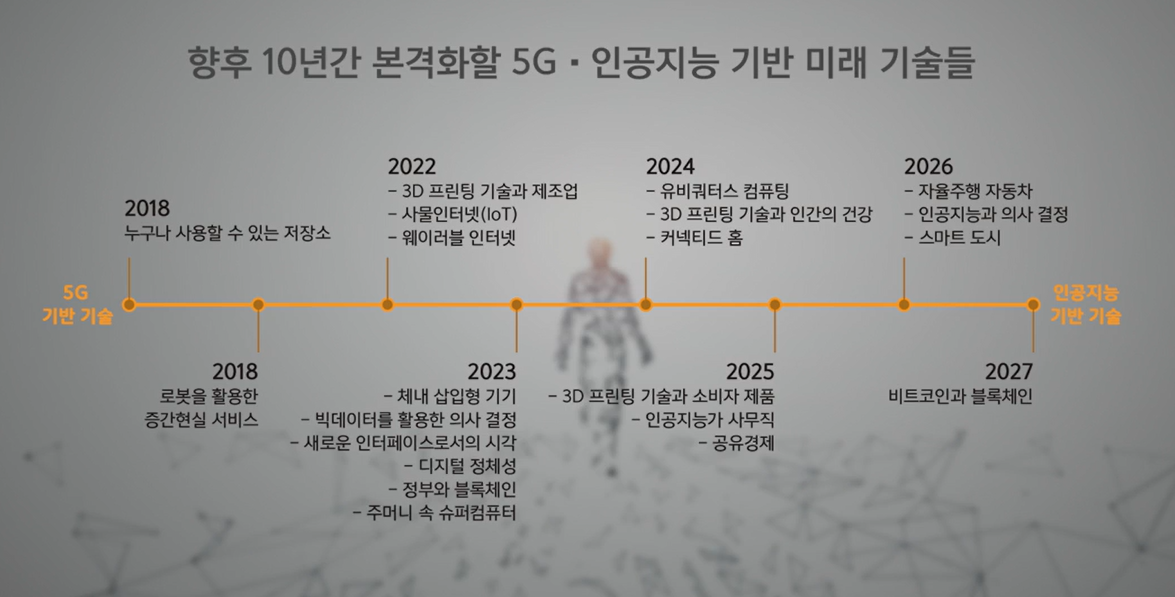 향후 10년간 본격화할 5G · 인공지능 기반 미래 기술들
2018
누구나 사용할 수 있는 저장소
2022
- 3D 프린팅 기술과 제조업
- 사물인터넷(IoT)
- 웨이러블 인터넷
2024
- 유비쿼터스 컴퓨팅
- 3D 프린팅 기술과 인간의 건강
- 커넥티드 홈
2026
- 자율주행 자동차
- 인공지능과 의사 결정
- 스마트 도시
5G
기반 기술
인공지능
기반 기술
2018
로봇을 활용한
증간현실 서비스
2023
- 체내 삽입형 기기
- 빅데이터를 활용한 의사 결정
- 새로운 인터페이스로서의 시각
- 디지털 정체성
- 정부와 블록체인
- 주머니 속 슈퍼컴퓨터
2025
- 3D 프린팅 기술과 소비자 제품
- 인공지능가 사무직
- 공유경제
2027
비트코인과 블록체인